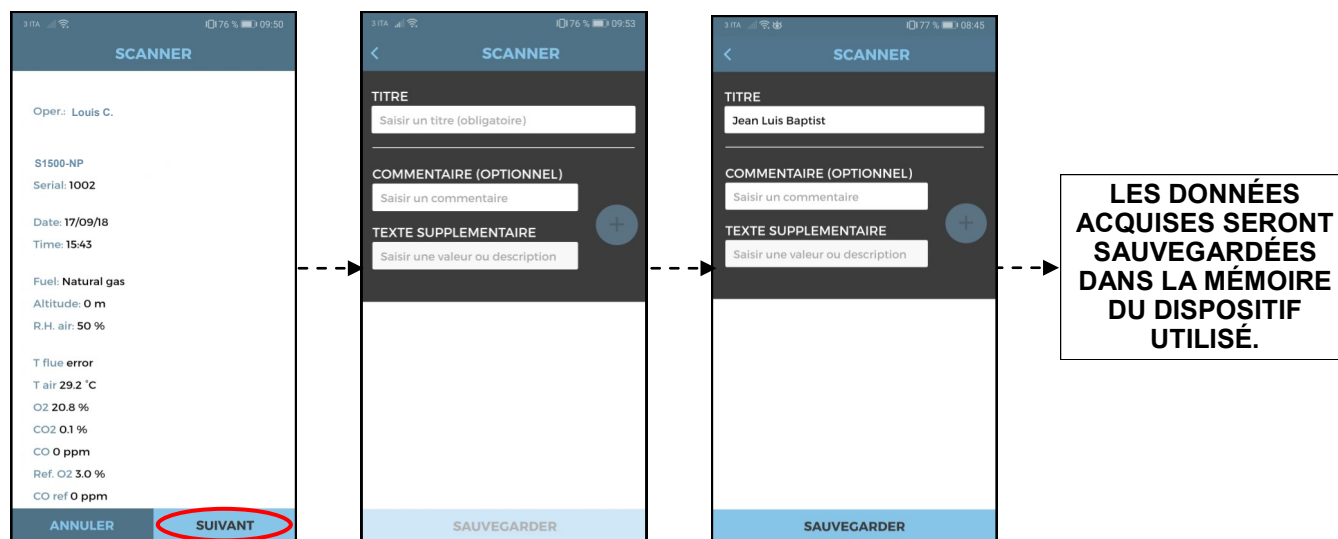 3 ITA 76 % 09:50
SCANNER
Oper.: Louis C.
S1500-NP
Serial: 1002
Date: 17/09/18
Time: 15:43
Fuel: Natural gas
Altitude: 0 m
R.H. air: 50 %
T flue error
T air 29.2 °C
O2 20.8 %
CO2 0.1 %
CO 0 ppm
Ref. O2 3.0 %
CO ref 0 ppm
ANNULER SUIVANT
3 ITA 76 % 09:53
SCANNER
TITRE
Saisir un titre (obligatoire)
COMMENTAIRE (OPTIONNEL)
Saisir un commentaire
TEXTE SUPPLEMENTAIRE
Saisir une valeur ou description
SAUVEGARDER
3 ITA 77 % 08:45
SCANNER
TITRE
Jean Luis Baptist
COMMENTAIRE (OPTIONNEL)
Saisir un commentaire
TEXTE SUPPLEMENTAIRE
Saisir une valeur ou description
SAUVEGARDER
LES DONNÉES
ACQUISES SERONT
SAUVEGARDÉES
DANS LA MÉMOIRE
DU DISPOSITIF
UTILISÉ.